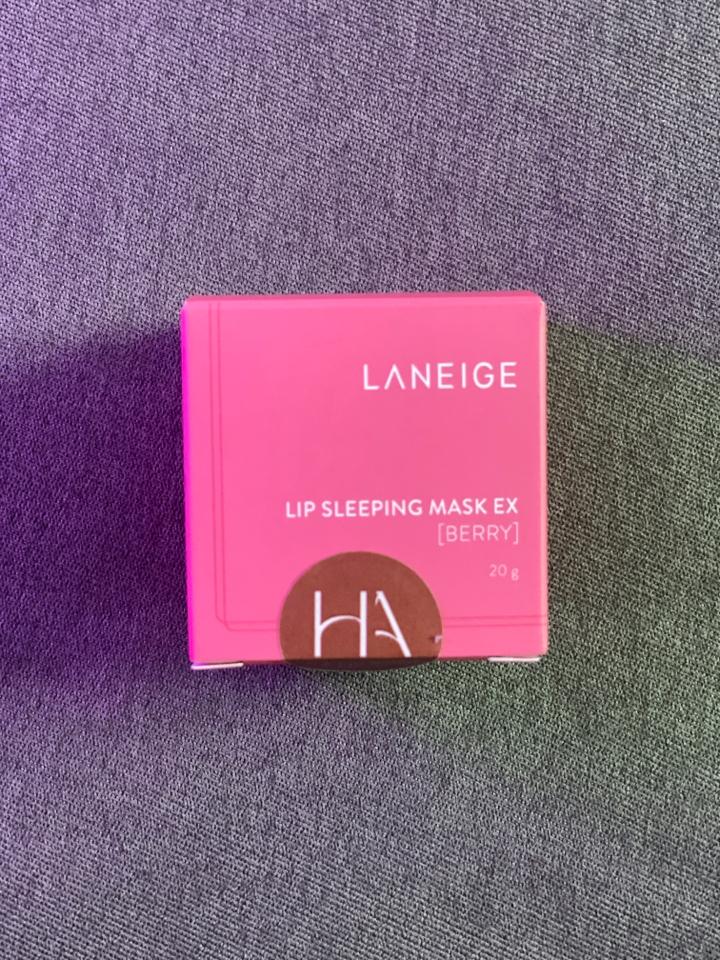 LANEIGE
LIP SLEEPING MASK EX
[BERRY]
20 g
HA